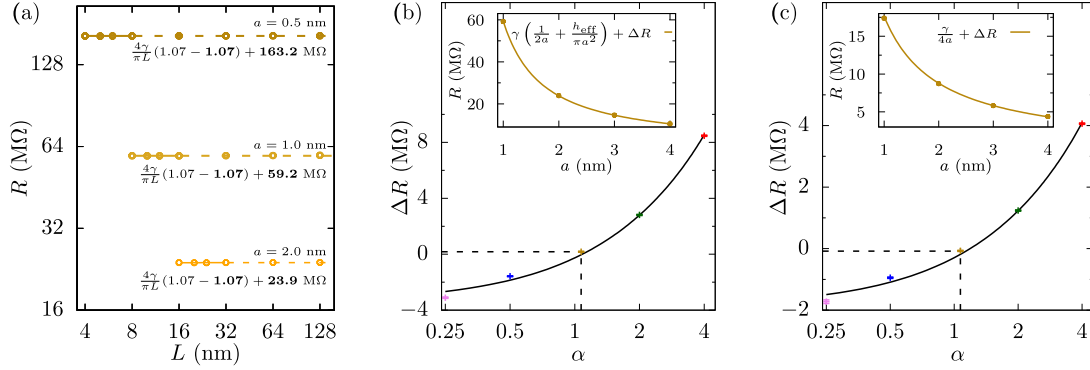 (a)
R (MΩ)
128
64
32
16
a = 0.5 nm
4γ/πL (1.07 − 1.07) + 163.2 MΩ
a = 1.0 nm
4γ/πL (1.07 − 1.07) + 59.2 MΩ
a = 2.0 nm
4γ/πL (1.07 − 1.07) + 23.9 MΩ
4 8 16 32 64 128
L (nm)
(b)
ΔR (MΩ)
8
4
0
−4
0.25 0.5 1 2 4
α
R (MΩ)
60
40
20
γ (1/2a + h_eff/πa²) + ΔR
1 2 3 4
a (nm)
(c)
ΔR (MΩ)
6
4
2
0
−2
0.25 0.5 1 2 4
α
R (MΩ)
15
10
5
γ/4a + ΔR
1 2 3 4
a (nm)